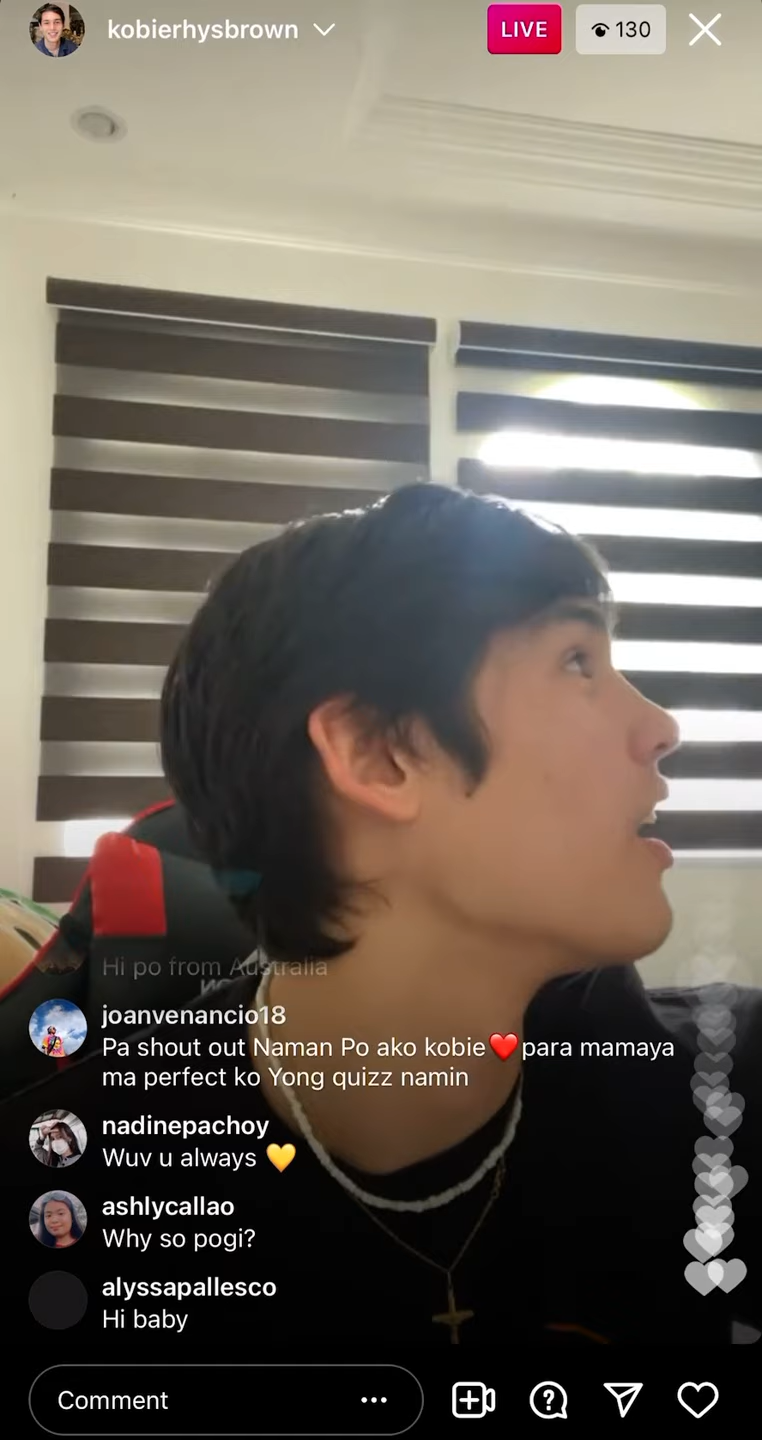 kobierhysbrown
LIVE
130
Hi po from Australia
joanvenancio18
Pa shout out Naman Po ako kobie❤️para mamaya
ma perfect ko Yong quizz namin
nadinepachoy
Wuv u always 💛
ashlycallao
Why so pogi?
alyssapallesco
Hi baby
Comment